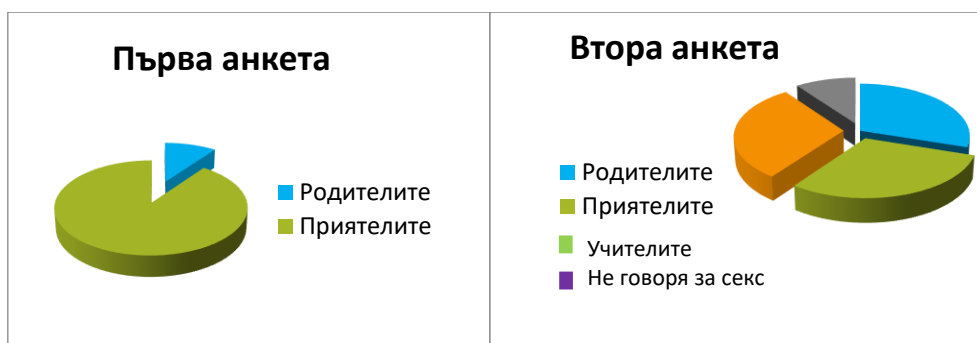 Първа анкета
Родителите
Приятелите
Втора анкета
Родителите
Приятелите
Учителите
Не говоря за секс